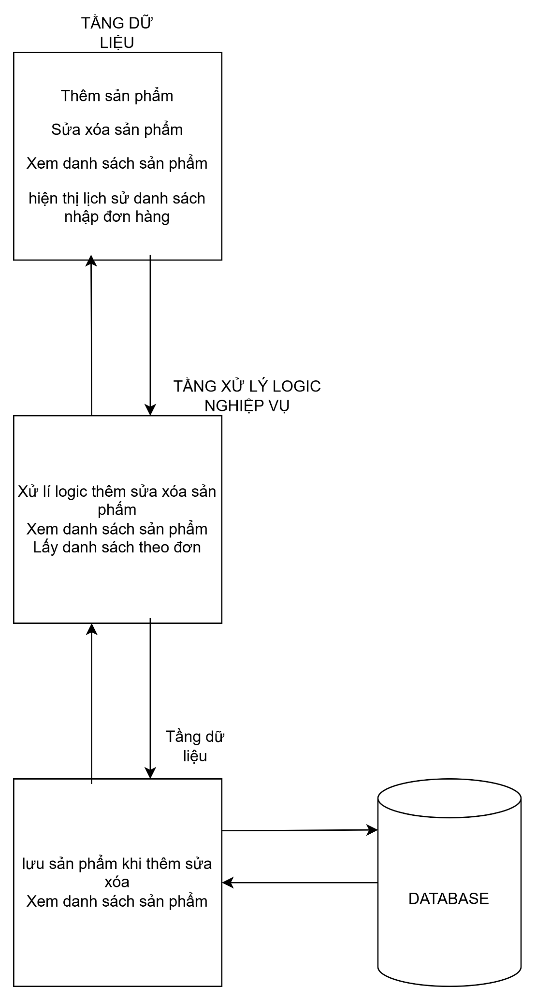 TẦNG DỮ
LIỆU
Thêm sản phẩm
Sửa xóa sản phẩm
Xem danh sách sản phẩm
hiện thị lịch sử danh sách
nhập đơn hàng
TẦNG XỬ LÝ LOGIC
NGHIỆP VỤ
Xử lí logic thêm sửa xóa sản
phẩm
Xem danh sách sản phẩm
Lấy danh sách theo đơn
Tầng dữ
liệu
lưu sản phẩm khi thêm sửa
xóa
Xem danh sách sản phẩm
DATABASE